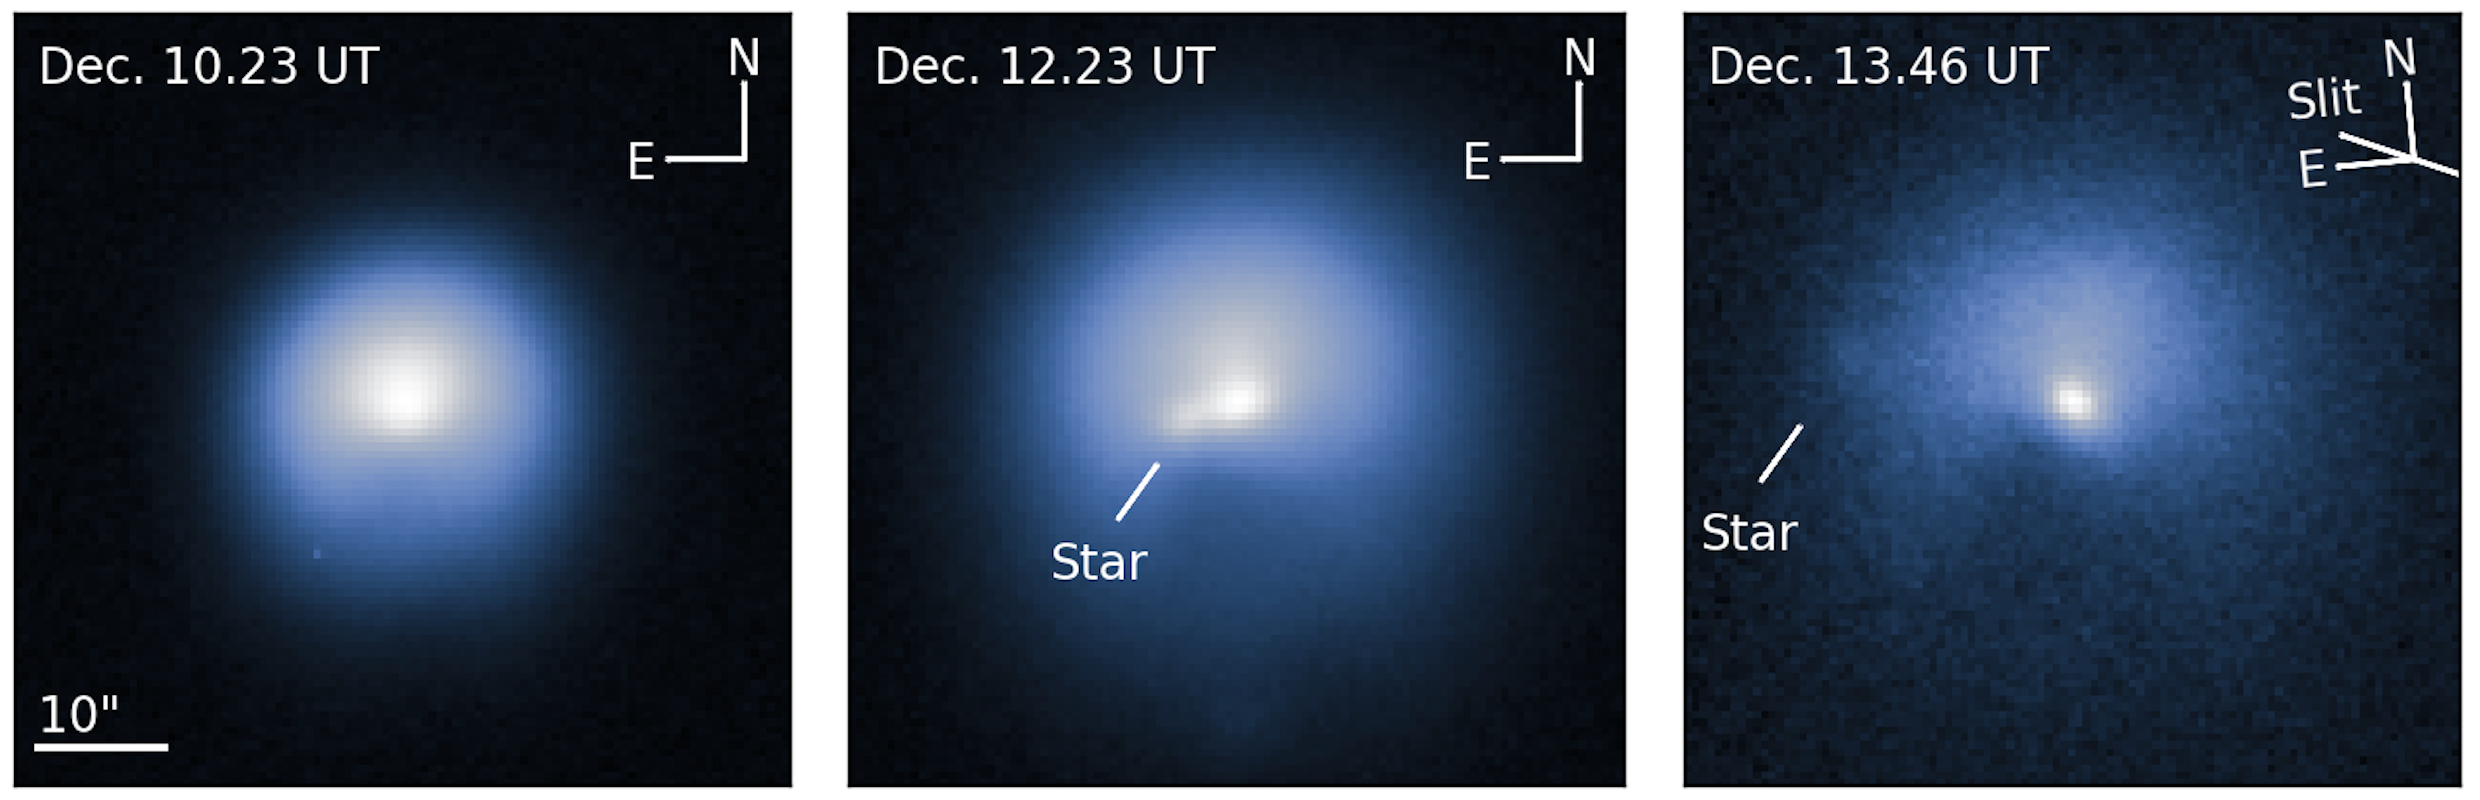 Dec. 10.23 UT
N
E
10"
Dec. 12.23 UT
N
E
Star
Dec. 13.46 UT
N
Slit
E
Star